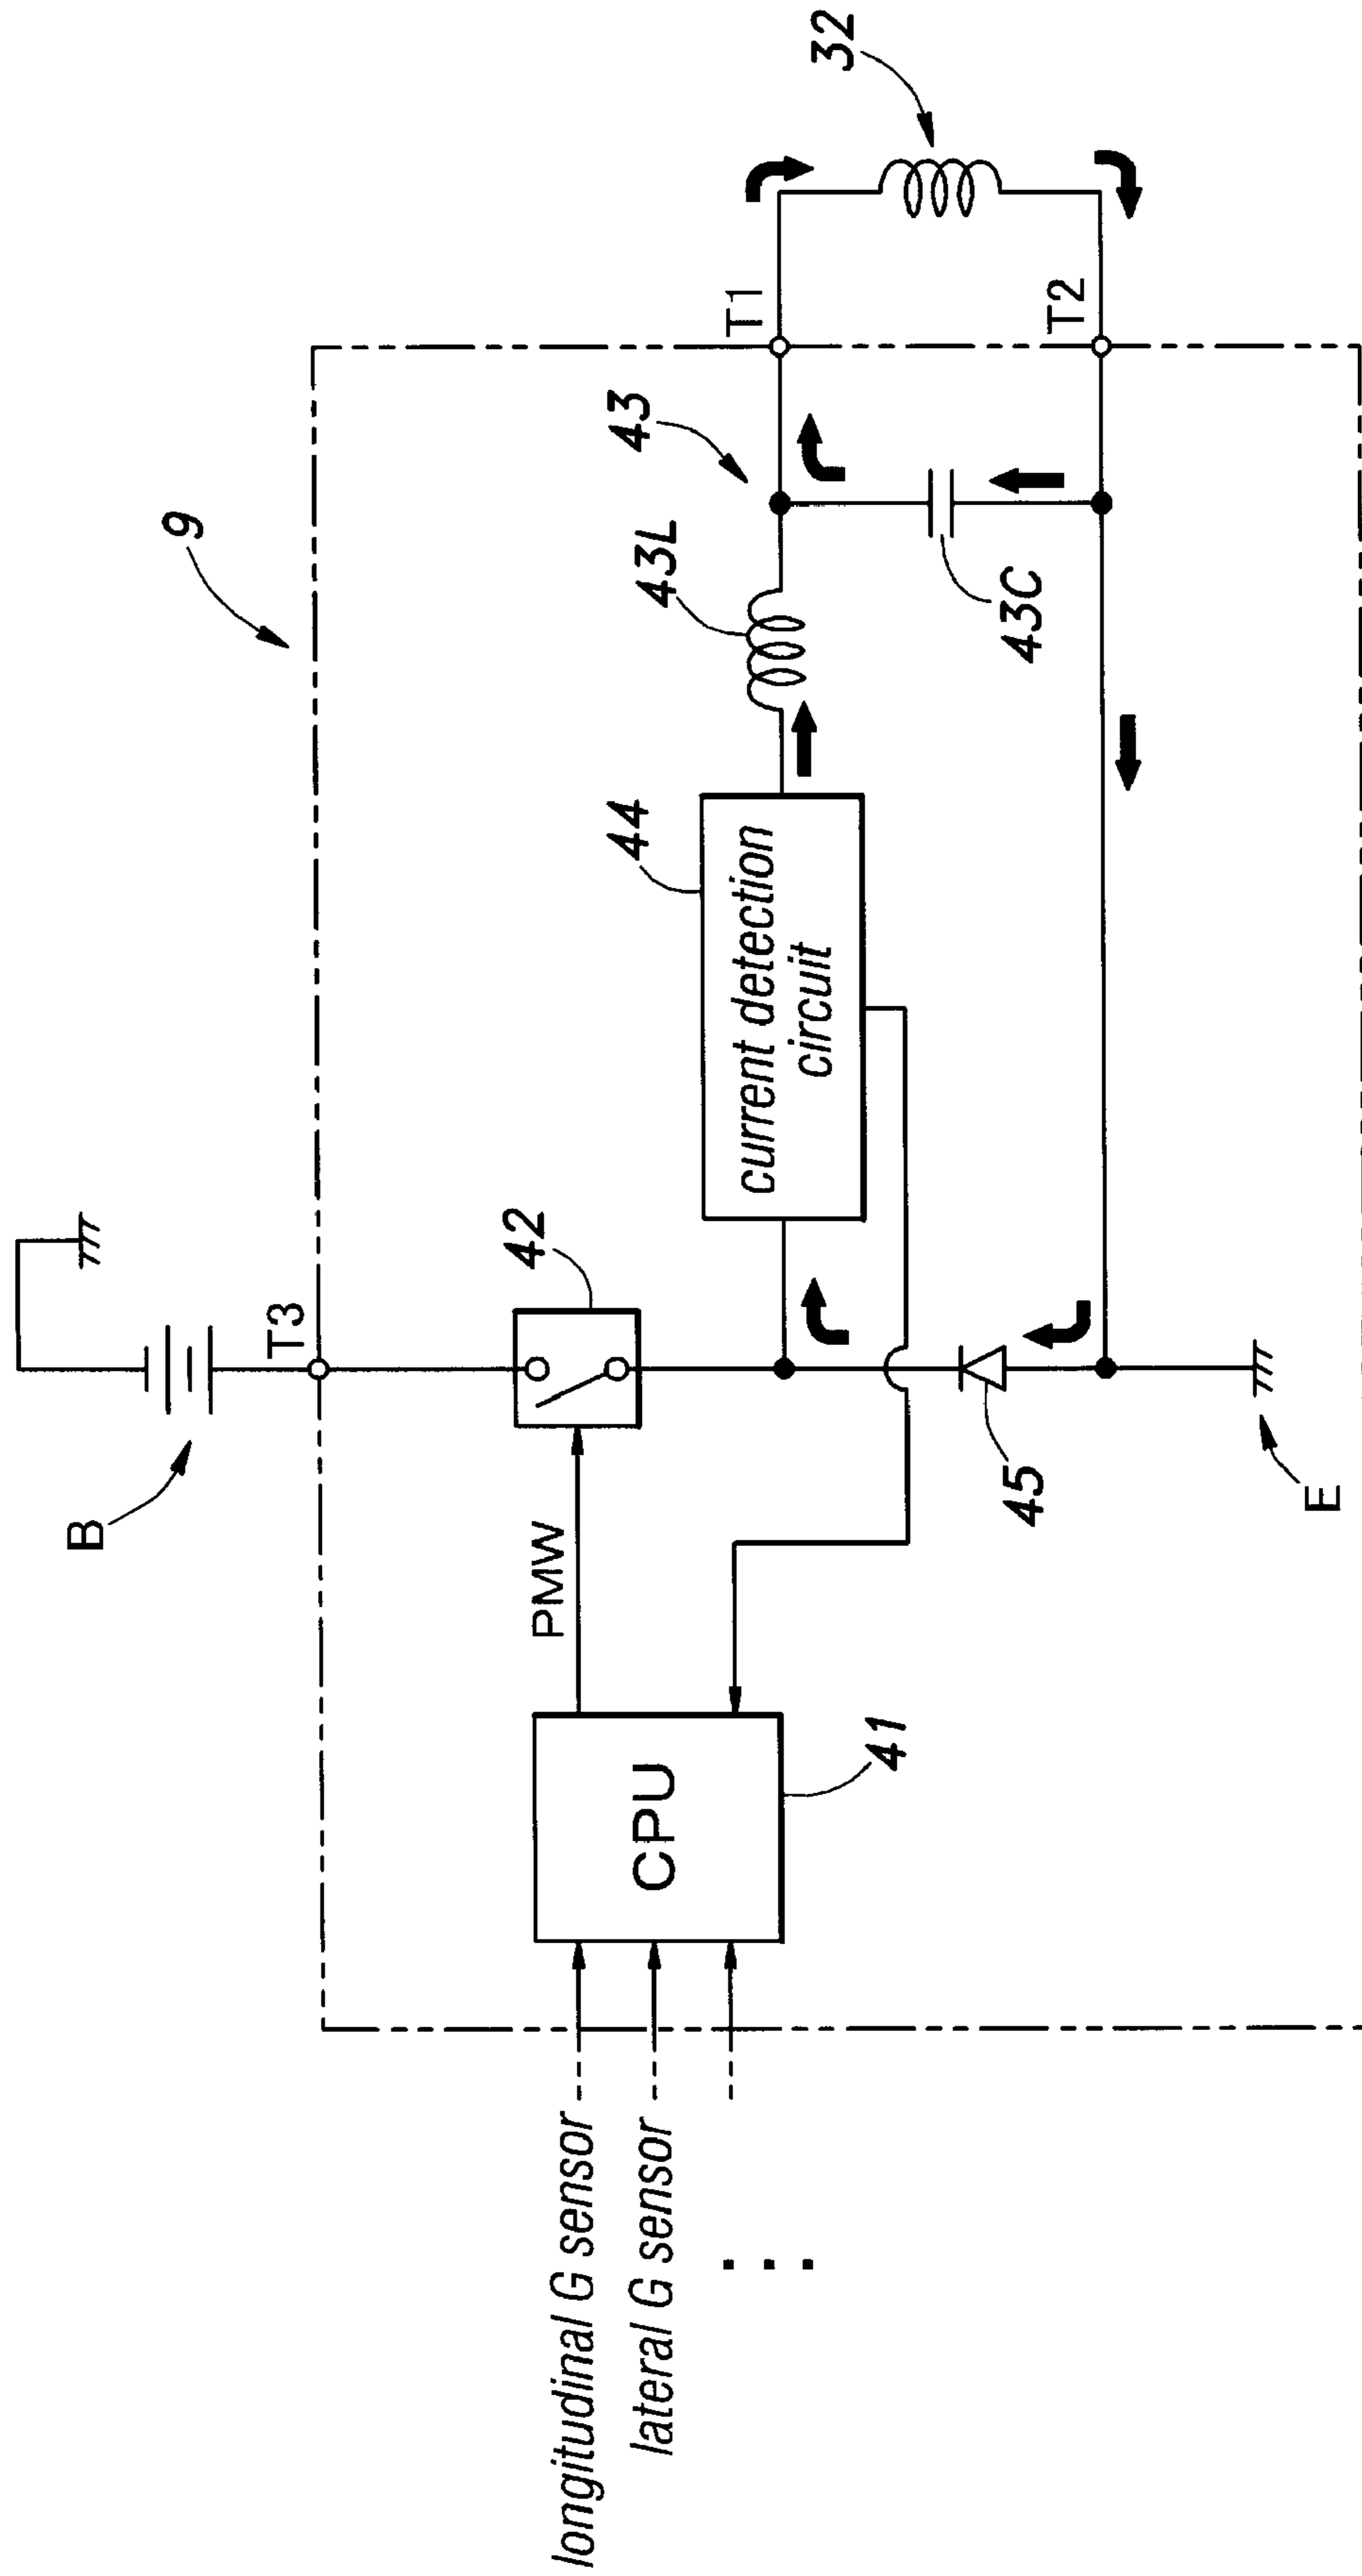 B
9
T3
42
PMW
CPU
41
longitudinal G sensor
lateral G sensor
...
44
current detection
circuit
43
43L
43C
T1
T2
32
45
E